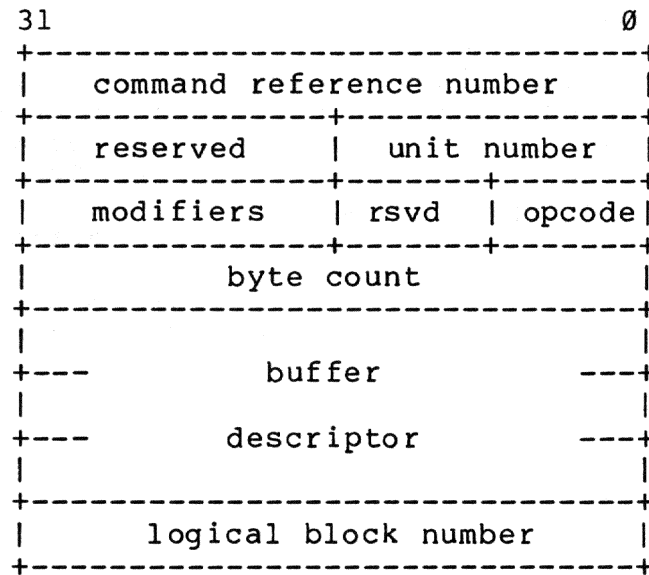 31 0
command reference number
reserved | unit number
modifiers | rsvd | opcode
byte count
buffer
descriptor
logical block number